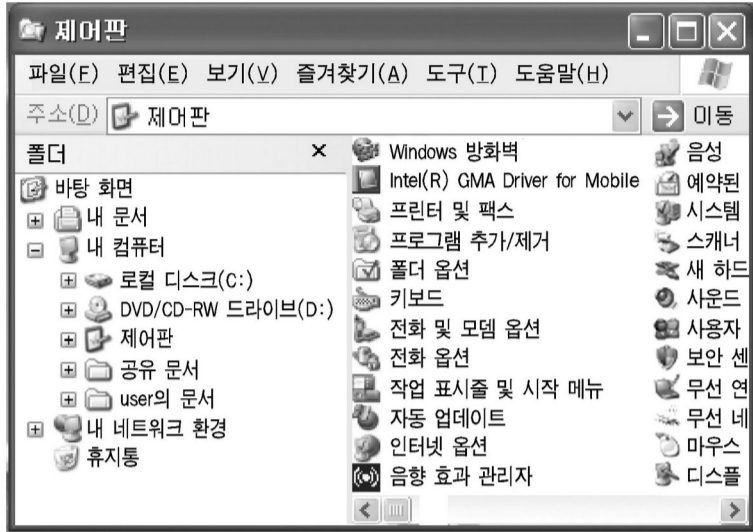 제어판
파일(F) 편집(E) 보기(V) 즐겨찾기(A) 도구(T) 도움말(H)
주소(D) 제어판 이동
폴더
바탕 화면
내 문서
내 컴퓨터
로컬 디스크(C:)
DVD/CD-RW 드라이브(D:)
제어판
공유 문서
user의 문서
내 네트워크 환경
휴지통
Windows 방화벽
Intel(R) GMA Driver for Mobile
프린터 및 팩스
프로그램 추가/제거
폴더 옵션
키보드
전화 및 모뎀 옵션
전화 옵션
작업 표시줄 및 시작 메뉴
자동 업데이트
인터넷 옵션
음향 효과 관리자
음성
예약된
시스템
스캐너
새 하드
사운드
사용자
보안 센
무선 연
무선 네
마우스
디스플